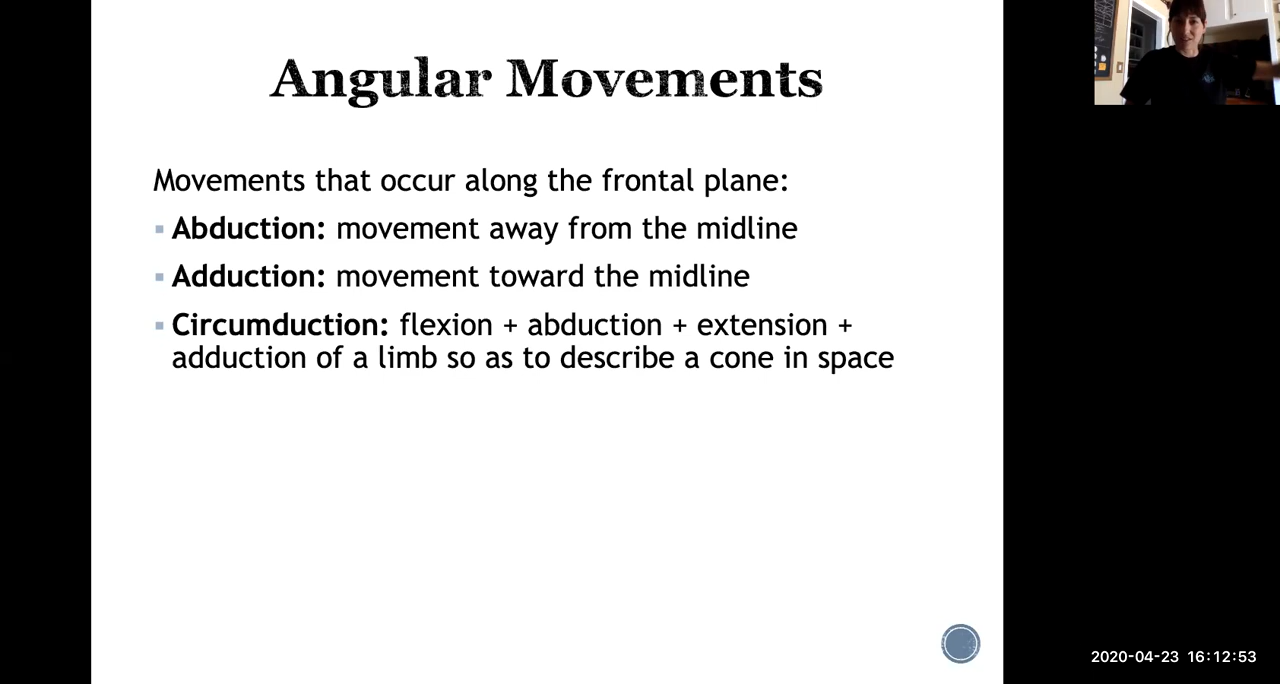 Angular Movements
Movements that occur along the frontal plane:
▪ Abduction: movement away from the midline
▪ Adduction: movement toward the midline
▪ Circumduction: flexion + abduction + extension +
adduction of a limb so as to describe a cone in space
2020-04-23 16:12:53